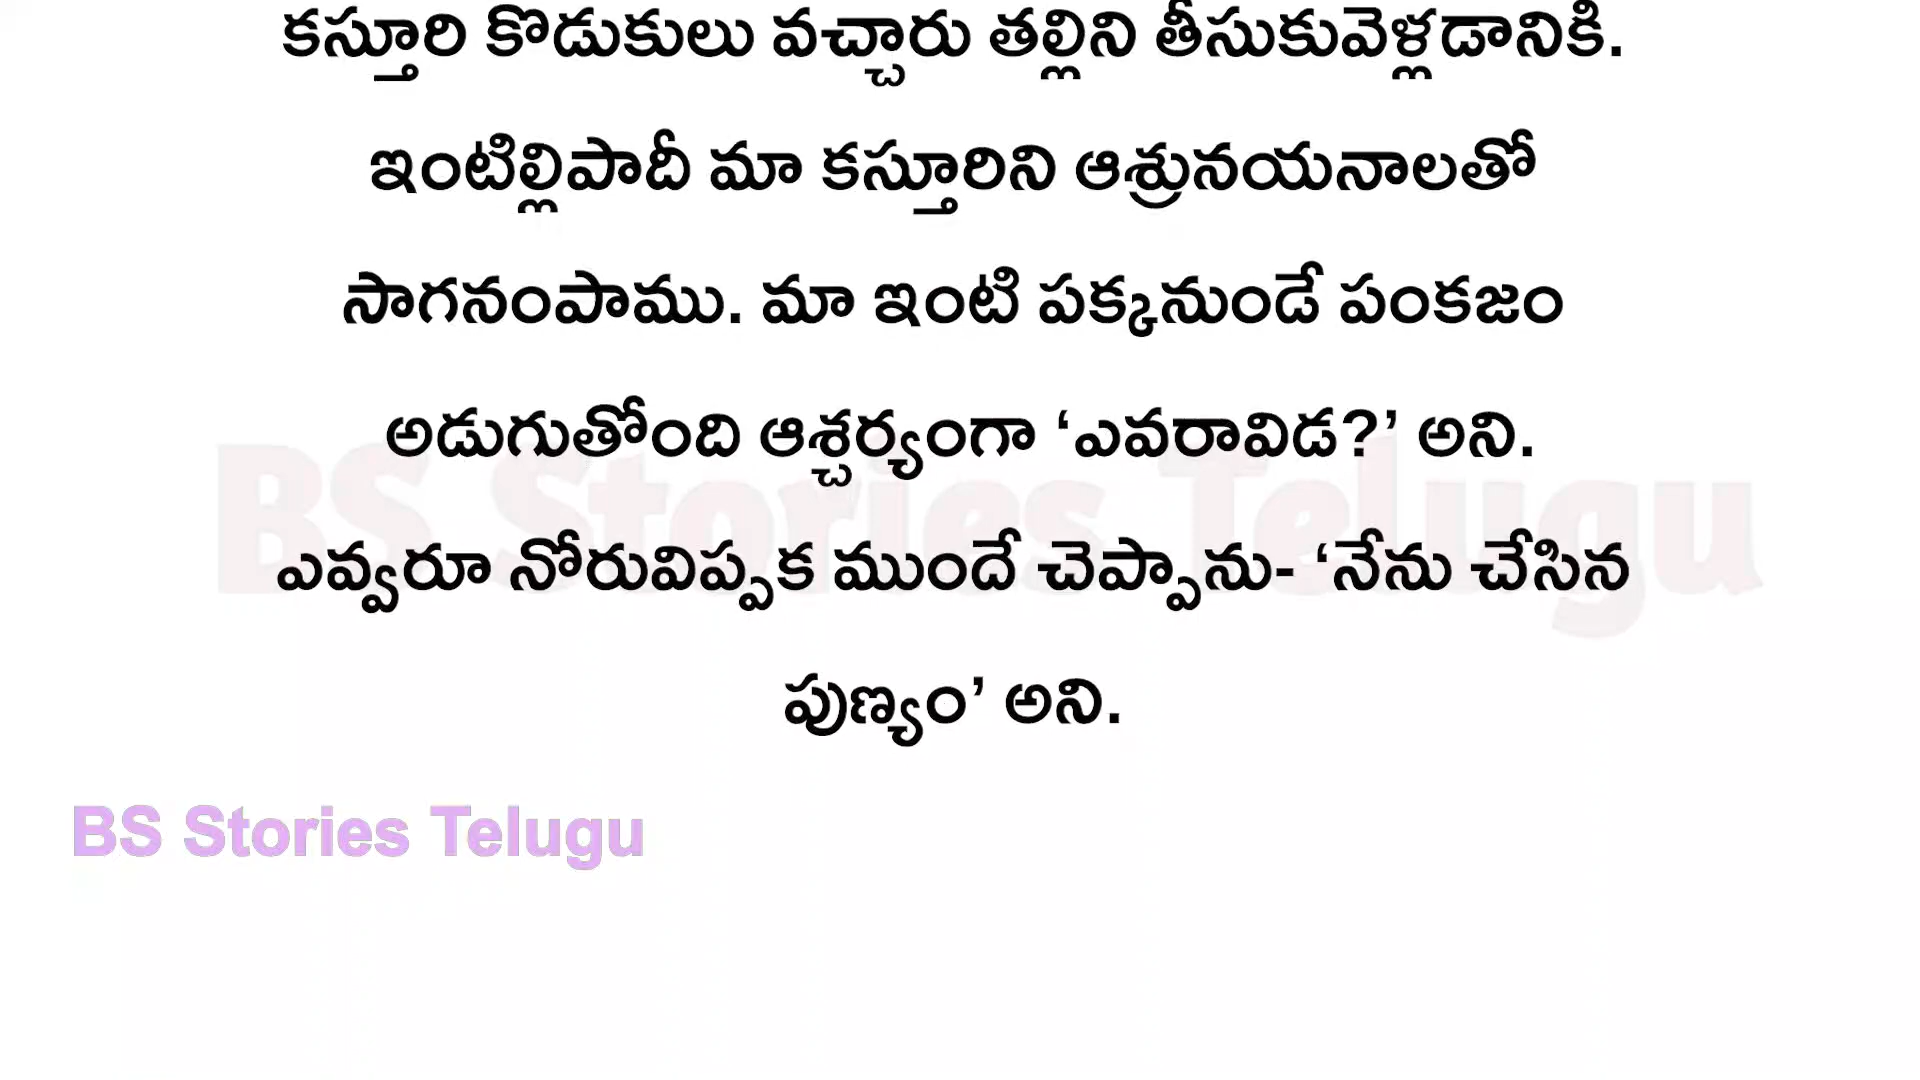 కస్తూరి కొడుకులు వచ్చారు తల్లిని తీసుకువెళ్లడానికి.
ఇంటిల్లిపాదీ మా కస్తూరిని ఆశ్రునయనాలతో
సాగనంపాము. మా ఇంటి పక్కనుండే పంకజం
అడుగుతోంది ఆశ్చర్యంగా ‘ఎవరావిడ?’ అని.
BS Stories Telugu
ఎవ్వరూ నోరువిప్పక ముందే చెప్పాను- ‘నేను చేసిన
పుణ్యం’ అని.
BS Stories Telugu